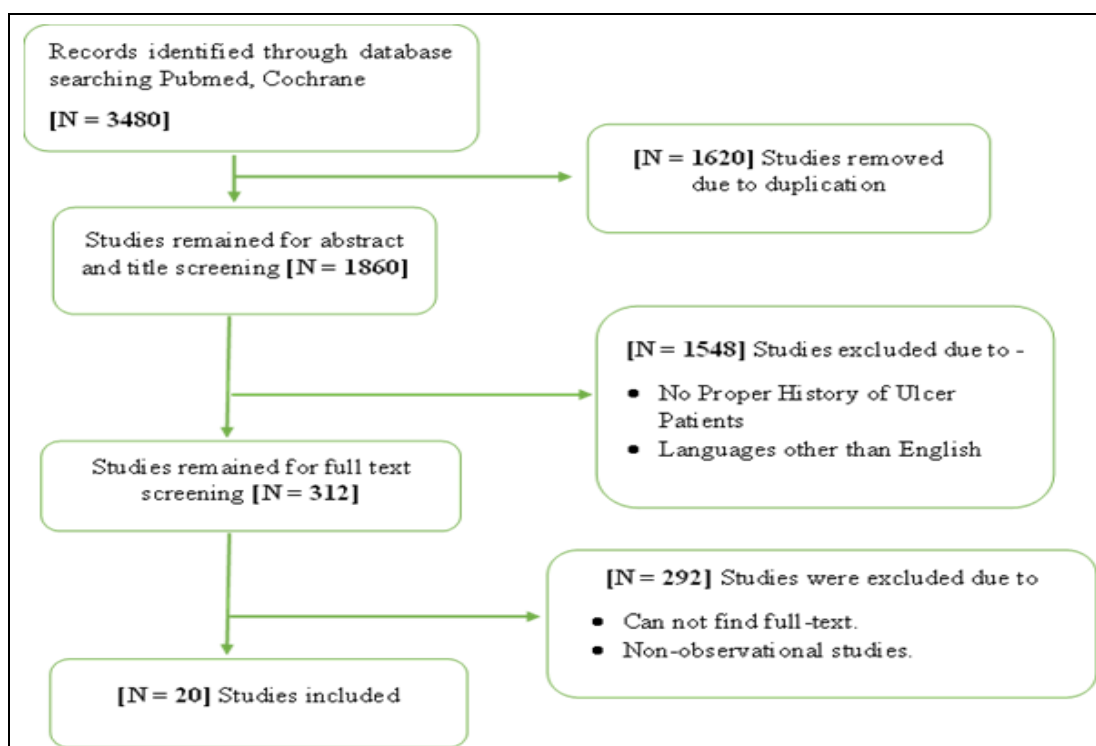 Records identified through database
searching Pubmed, Cochrane
[N = 3480]
[N = 1620] Studies removed
due to duplication
Studies remained for abstract
and title screening [N = 1860]
[N = 1548] Studies excluded due to -
● No Proper History of Ulcer
Patients
● Languages other than English
Studies remained for full text
screening [N = 312]
[N = 292] Studies were excluded due to
● Can not find full-text.
● Non-observational studies.
[N = 20] Studies included